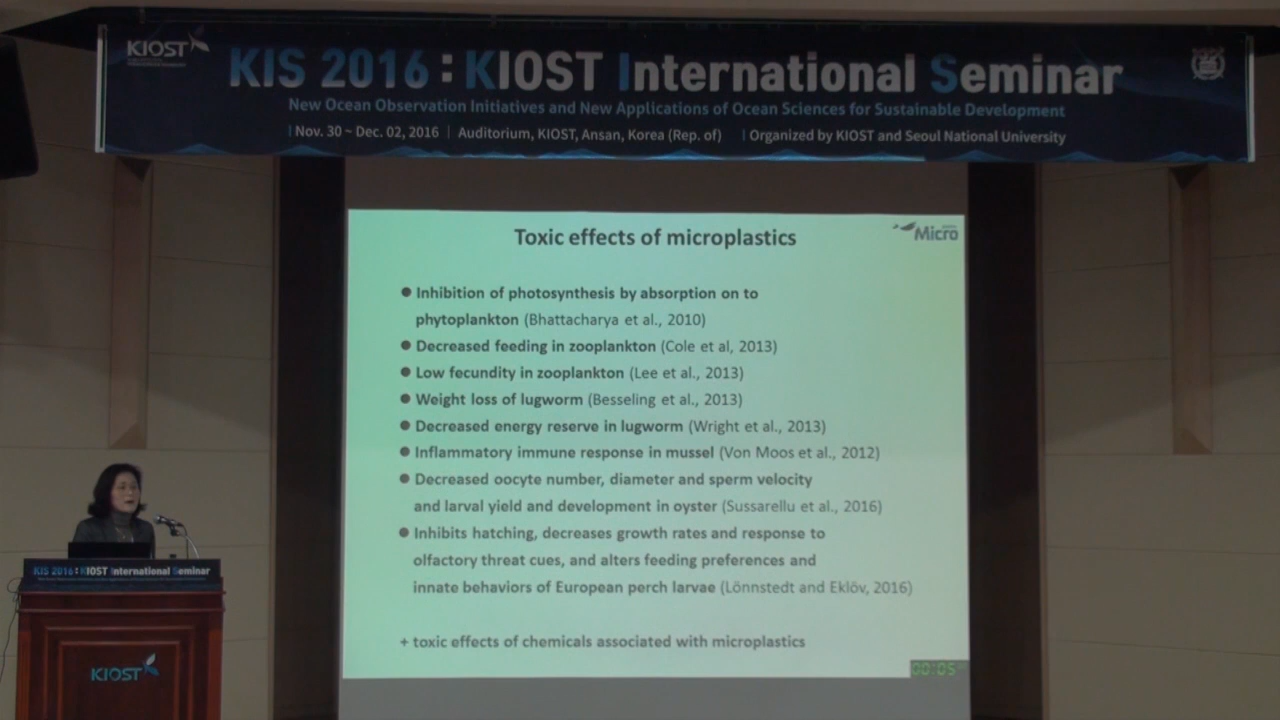 KIOST
KIS 2016 : KIOST International Seminar
New Ocean Observation Initiatives and New Applications of Ocean Sciences for Sustainable Development
Nov. 30 ~ Dec. 02, 2016 | Auditorium, KIOST, Ansan, Korea (Rep. of) | Organized by KIOST and Seoul National University
Toxic effects of microplastics
Micro
● Inhibition of photosynthesis by absorption on to
phytoplankton (Bhattacharya et al., 2010)
● Decreased feeding in zooplankton (Cole et al, 2013)
● Low fecundity in zooplankton (Lee et al., 2013)
● Weight loss of lugworm (Besseling et al., 2013)
● Decreased energy reserve in lugworm (Wright et al., 2013)
● Inflammatory immune response in mussel (Von Moos et al., 2012)
● Decreased oocyte number, diameter and sperm velocity
and larval yield and development in oyster (Sussarellu et al., 2016)
● Inhibits hatching, decreases growth rates and response to
olfactory threat cues, and alters feeding preferences and
innate behaviors of European perch larvae (Lönnstedt and Eklöv, 2016)
+ toxic effects of chemicals associated with microplastics
00:05
KIS 2016 : KIOST International Seminar
KIOST